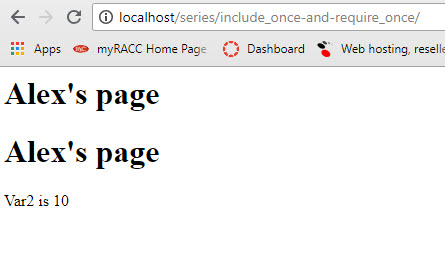 localhost/series/include_once-and-require_once/
Apps myRACC Home Page Dashboard Web hosting, reselle
Alex's page
Alex's page
Var2 is 10